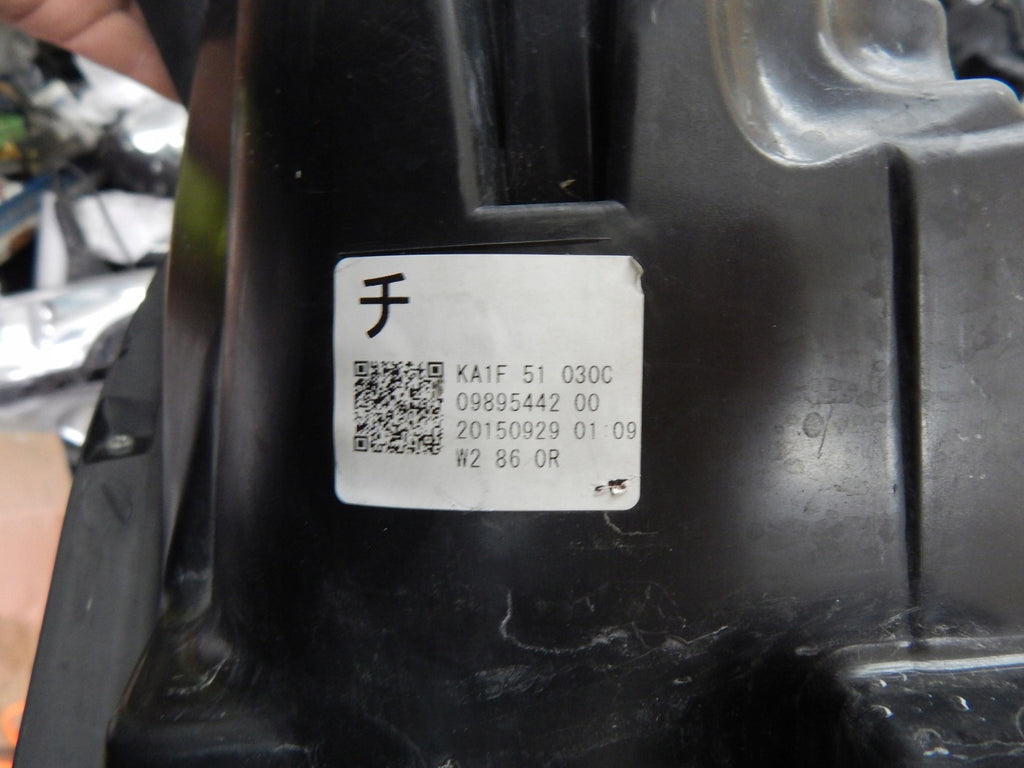 チ
KA1F 51 030C
09895442 00
20150929 01:09
W2 86 0R